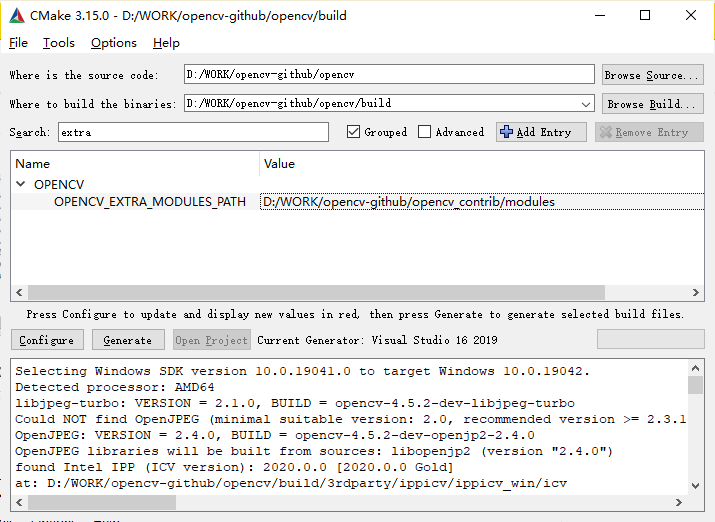 CMake 3.15.0 - D:/WORK/opencv-github/opencv/build
File Tools Options Help
Where is the source code: D:/WORK/opencv-github/opencv Browse Source...
Where to build the binaries: D:/WORK/opencv-github/opencv/build Browse Build...
Search: extra Grouped Advanced Add Entry Remove Entry
Name Value
OPENCV
OPENCV_EXTRA_MODULES_PATH D:/WORK/opencv-github/opencv_contrib/modules
Press Configure to update and display new values in red, then press Generate to generate selected build files.
Configure Generate Open Project Current Generator: Visual Studio 16 2019
Selecting Windows SDK version 10.0.19041.0 to target Windows 10.0.19042.
Detected processor: AMD64
libjpeg-turbo: VERSION = 2.1.0, BUILD = opencv-4.5.2-dev-libjpeg-turbo
Could NOT find OpenJPEG (minimal suitable version: 2.0, recommended version >= 2.3.1
OpenJPEG: VERSION = 2.4.0, BUILD = opencv-4.5.2-dev-openjp2-2.4.0
OpenJPEG libraries will be built from sources: libopenjp2 (version "2.4.0")
found Intel IPP (ICV version): 2020.0.0 [2020.0.0 Gold]
at: D:/WORK/opencv-github/opencv/build/3rdparty/ippicv/ippicv_win/icv